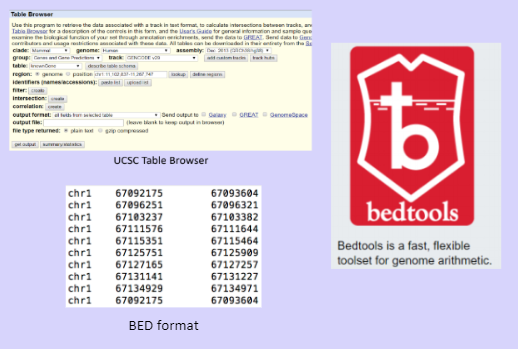 Table Browser
Use this program to retrieve the data associated with a track in text format, to calculate intersections between tracks, and
Table Browser for a description of the controls in this form, and the User's Guide for general information and sample que
examine the biological function of your set through annotation enrichments, send the data to GREAT. Send data to Gen
contributors and usage restrictions associated with these data. All tables can be downloaded in their entirety from the Se
clade: Mammal genome: Human assembly: Dec. 2013 (GRCh38/hg38)
group: Genes and Gene Predictions track: GENCODE v29 add custom tracks track hubs
table: knownGene describe table schema
region: genome position chr1:11,102,837-11,267,747 lookup define regions
identifiers (names/accessions): paste list upload list
filter: create
intersection: create
correlation: create
output format: all fields from selected table Send output to Galaxy GREAT GenomeSpace
output file: (leave blank to keep output in browser)
file type returned: plain text gzip compressed
get output summary/statistics
UCSC Table Browser
chr1 67092175 67093604
chr1 67096251 67096321
chr1 67103237 67103382
chr1 67111576 67111644
chr1 67115351 67115464
chr1 67125751 67125909
chr1 67127165 67127257
chr1 67131141 67131227
chr1 67134929 67134971
chr1 67092175 67093604
BED format
b
bedtools
Bedtools is a fast, flexible
toolset for genome arithmetic.